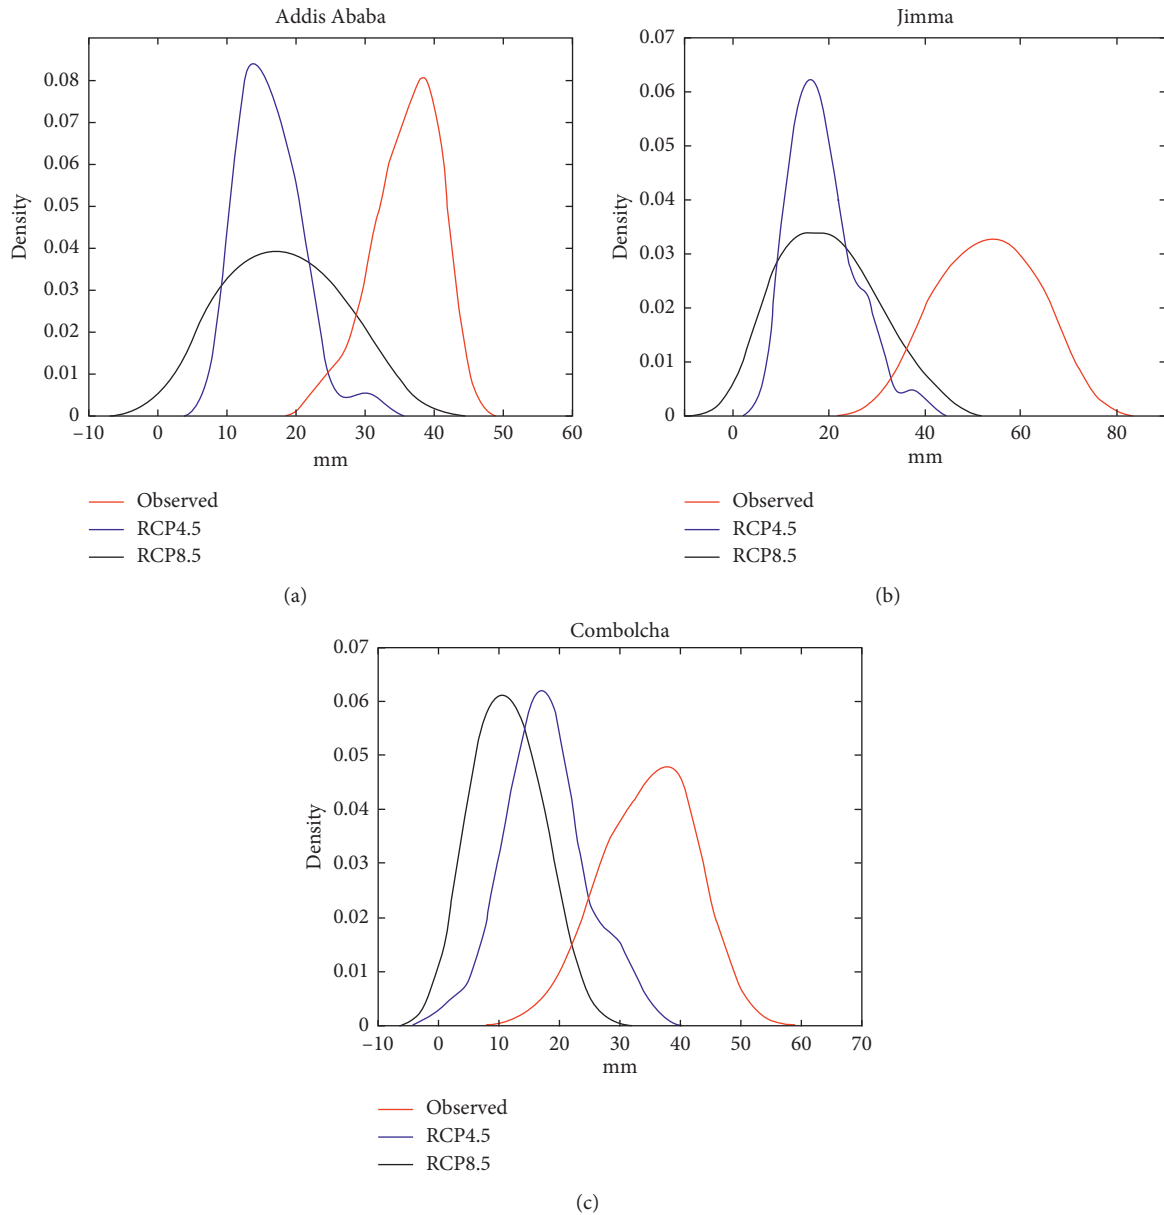 Addis Ababa
0.08
0.07
0.06
0.05
0.04
0.03
0.02
0.01
0
Density
–10 0 10 20 30 40 50 60
mm
Observed
RCP4.5
RCP8.5
(a)
Jimma
0.07
0.06
0.05
0.04
0.03
0.02
0.01
0
Density
0 20 40 60 80
mm
Observed
RCP4.5
RCP8.5
(b)
Combolcha
0.07
0.06
0.05
0.04
0.03
0.02
0.01
0
Density
–10 0 10 20 30 40 50 60 70
mm
Observed
RCP4.5
RCP8.5
(c)